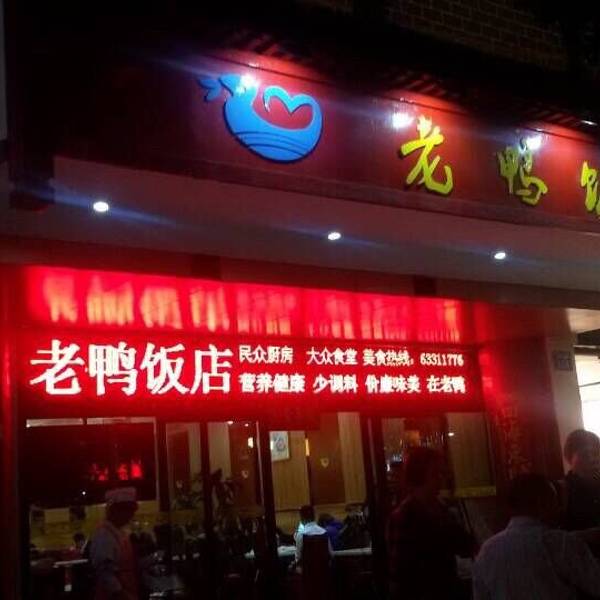 老鸭
老鸭饭店
民众厨房 大众食堂 美食热线：63311776
营养健康 少调料 价廉味美 在老鸭